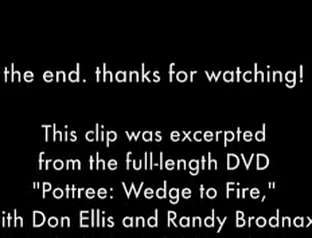 the end. thanks for watching!
This clip was excerpted
from the full-length DVD
"Pottree: Wedge to Fire,"
ith Don Ellis and Randy Brodnax